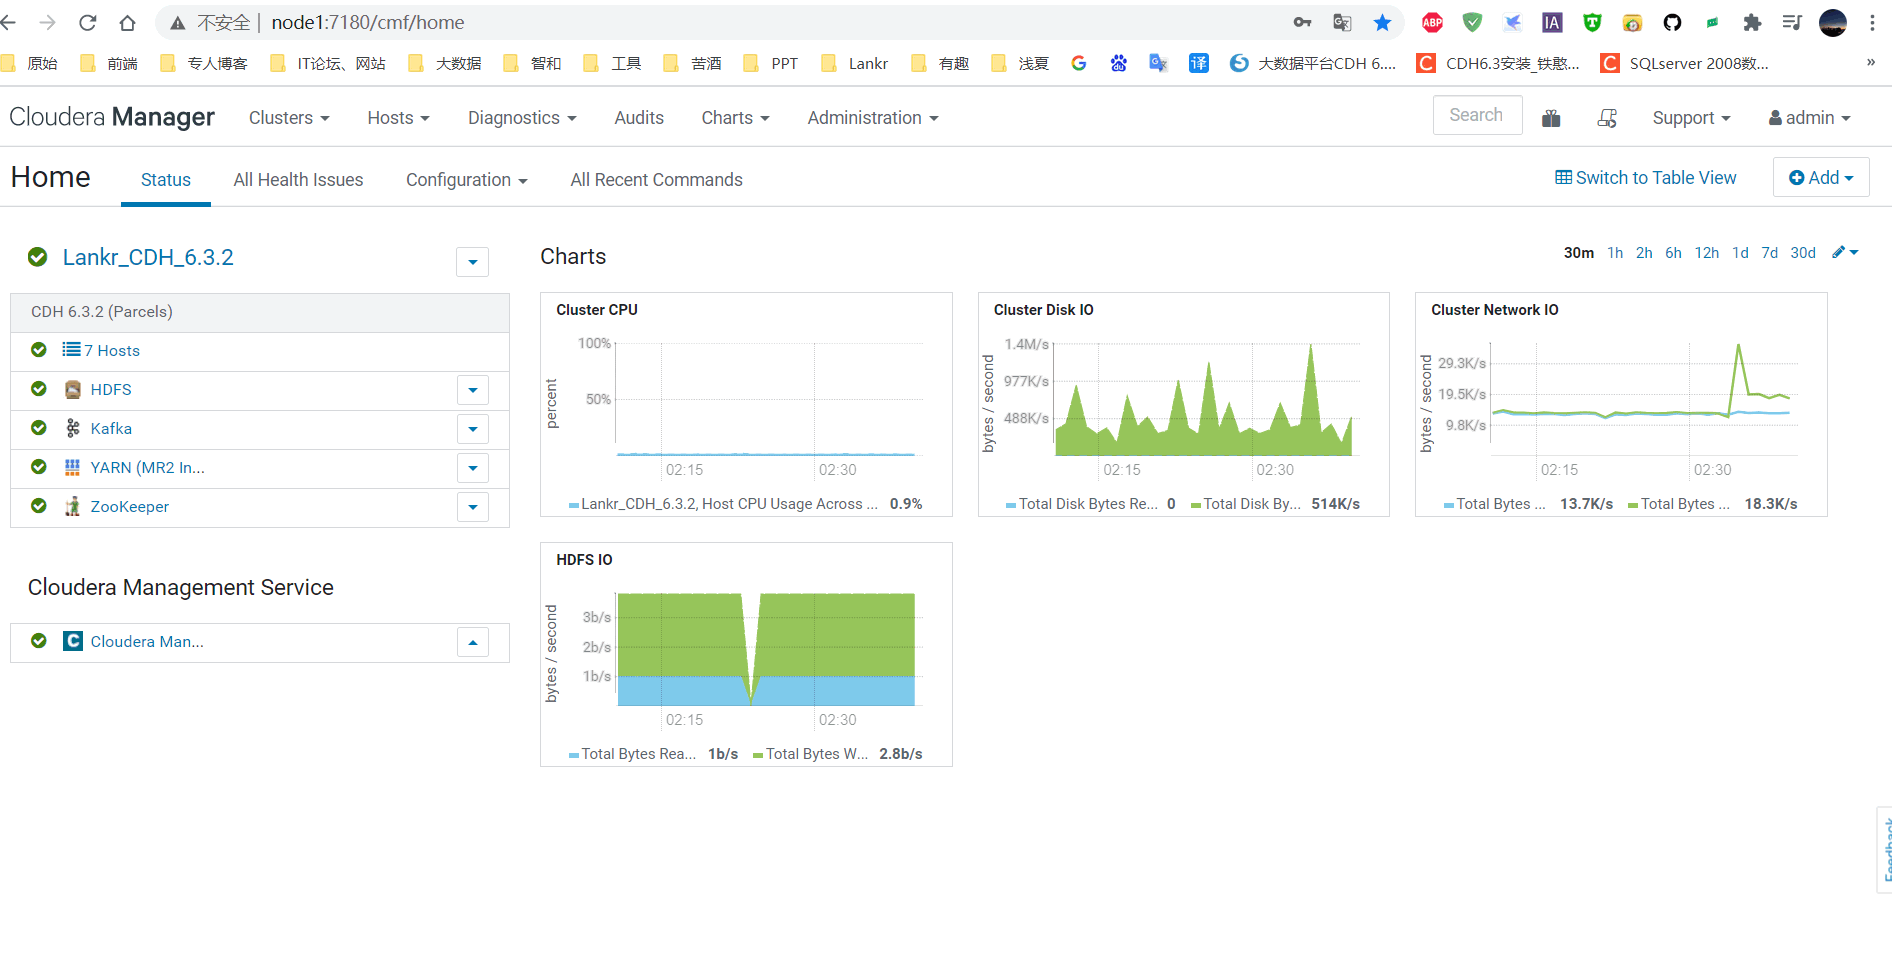 不安全 | node1:7180/cmf/home
原始 前端 专人博客 IT论坛、网站 大数据 智和 工具 苦酒 PPT Lankr 有趣 浅夏 译 大数据平台CDH 6.... CDH6.3安装_铁憨... SQLserver 2008数... »
Cloudera Manager Clusters Hosts Diagnostics Audits Charts Administration Search Support admin
Home Status All Health Issues Configuration All Recent Commands Switch to Table View Add
Lankr_CDH_6.3.2
CDH 6.3.2 (Parcels)
7 Hosts
HDFS
Kafka
YARN (MR2 In...
ZooKeeper
Cloudera Management Service
Cloudera Man...
Charts
30m 1h 2h 6h 12h 1d 7d 30d
Cluster CPU
percent
100%
50%
02:15 02:30
Lankr_CDH_6.3.2, Host CPU Usage Across ... 0.9%
Cluster Disk IO
bytes / second
1.4M/s
977K/s
488K/s
02:15 02:30
Total Disk Bytes Re... 0 Total Disk By... 514K/s
Cluster Network IO
bytes / second
29.3K/s
19.5K/s
9.8K/s
02:15 02:30
Total Bytes ... 13.7K/s Total Bytes ... 18.3K/s
HDFS IO
bytes / second
3b/s
2b/s
1b/s
02:15 02:30
Total Bytes Rea... 1b/s Total Bytes W... 2.8b/s
Feedback